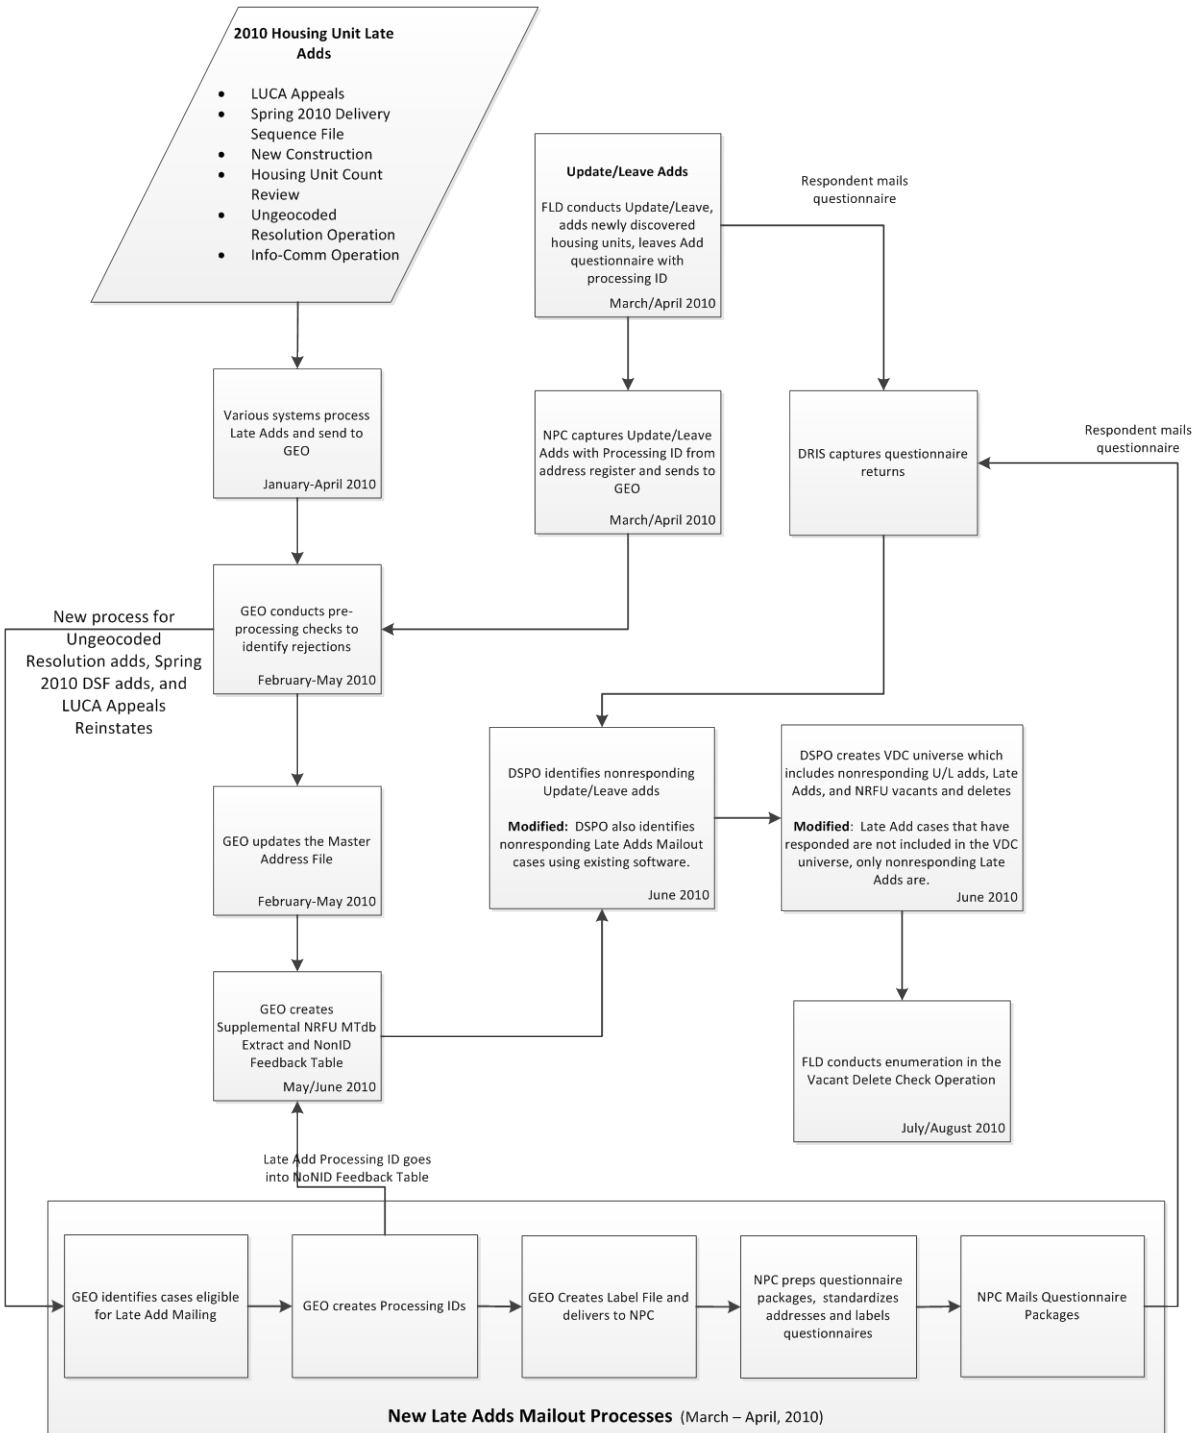 2010 Housing Unit Late
Adds
• LUCA Appeals
• Spring 2010 Delivery
Sequence File
• New Construction
• Housing Unit Count
Review
• Ungeocoded
Resolution Operation
• Info-Comm Operation
Update/Leave Adds
FLD conducts Update/Leave,
adds newly discovered
housing units, leaves Add
questionnaire with
processing ID
March/April 2010
Respondent mails
questionnaire
Various systems process
Late Adds and send to
GEO
January-April 2010
NPC captures Update/Leave
Adds with Processing ID from
address register and sends to
GEO
March/April 2010
DRIS captures questionnaire
returns
Respondent mails
questionnaire
GEO conducts pre-
processing checks to
identify rejections
February-May 2010
New process for
Ungeocoded
Resolution adds, Spring
2010 DSF adds, and
LUCA Appeals
Reinstates
DSPO identifies nonresponding
Update/Leave adds
Modified: DSPO also identifies
nonresponding Late Adds Mailout
cases using existing software.
June 2010
DSPO creates VDC universe which
includes nonresponding U/L adds, Late
Adds, and NRFU vacants and deletes
Modified: Late Add cases that have
responded are not included in the VDC
universe, only nonresponding Late
Adds are.
June 2010
GEO updates the Master
Address File
February-May 2010
GEO creates
Supplemental NRFU MTdb
Extract and NonID
Feedback Table
May/June 2010
FLD conducts enumeration in the
Vacant Delete Check Operation
July/August 2010
Late Add Processing ID goes
into NoNID Feedback Table
GEO identifies cases eligible
for Late Add Mailing
GEO creates Processing IDs
GEO Creates Label File and
delivers to NPC
NPC preps questionnaire
packages, standardizes
addresses and labels
questionnaires
NPC Mails Questionnaire
Packages
New Late Adds Mailout Processes (March – April, 2010)